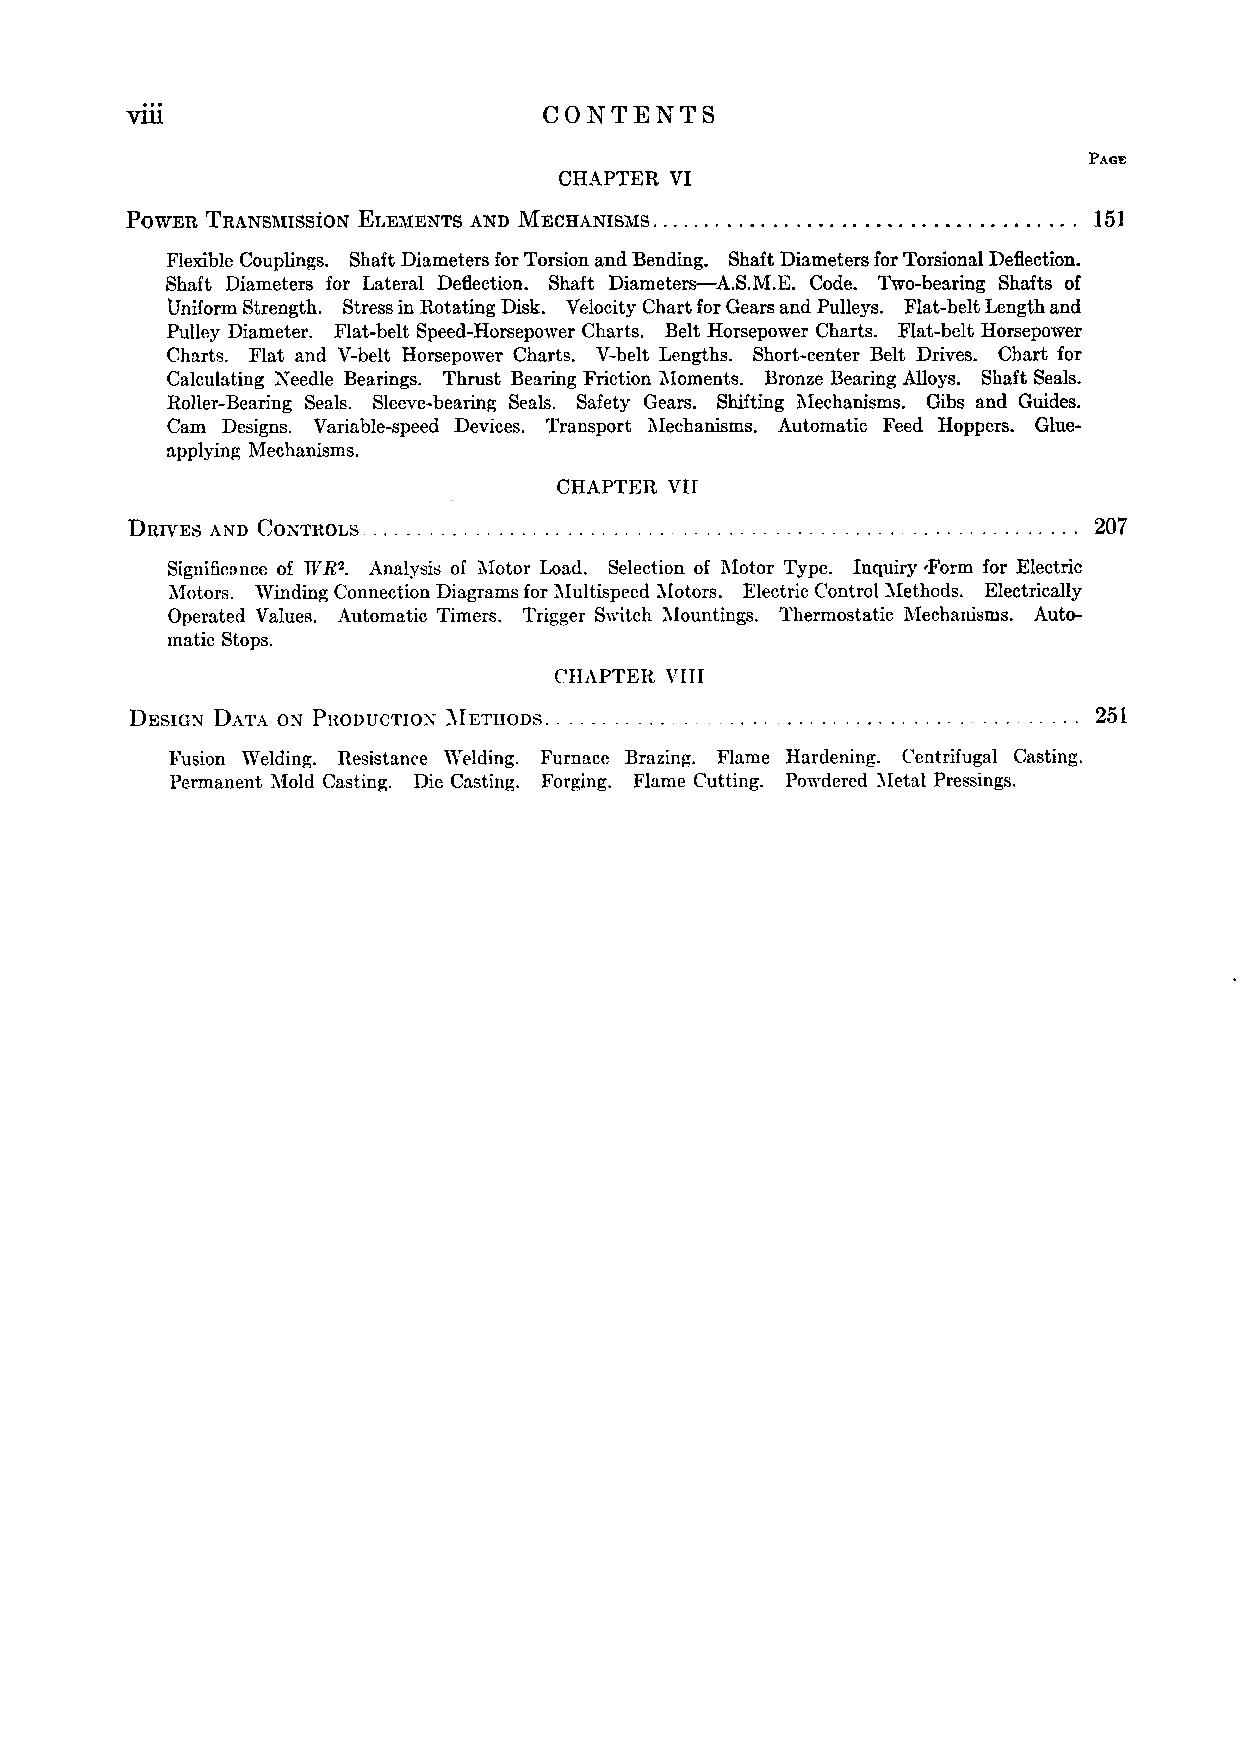 viii CONTENTS
PAGE
CHAPTER VI
POWER TRANSMISSION ELEMENTS AND MECHANISMS........................................ 151
Flexible Couplings. Shaft Diameters for Torsion and Bending. Shaft Diameters for Torsional Deflection.
Shaft Diameters for Lateral Deflection. Shaft Diameters—A.S.M.E. Code. Two-bearing Shafts of
Uniform Strength. Stress in Rotating Disk. Velocity Chart for Gears and Pulleys. Flat-belt Length and
Pulley Diameter. Flat-belt Speed-Horsepower Charts. Belt Horsepower Charts. Flat-belt Horsepower
Charts. Flat and V-belt Horsepower Charts. V-belt Lengths. Short-center Belt Drives. Chart for
Calculating Needle Bearings. Thrust Bearing Friction Moments. Bronze Bearing Alloys. Shaft Seals.
Roller-Bearing Seals. Sleeve-bearing Seals. Safety Gears. Shifting Mechanisms. Gibs and Guides.
Cam Designs. Variable-speed Devices. Transport Mechanisms. Automatic Feed Hoppers. Glue-
applying Mechanisms.
CHAPTER VII
DRIVES AND CONTROLS................................................................ 207
Significance of WR². Analysis of Motor Load. Selection of Motor Type. Inquiry Form for Electric
Motors. Winding Connection Diagrams for Multispeed Motors. Electric Control Methods. Electrically
Operated Values. Automatic Timers. Trigger Switch Mountings. Thermostatic Mechanisms. Auto-
matic Stops.
CHAPTER VIII
DESIGN DATA ON PRODUCTION METHODS................................................ 251
Fusion Welding. Resistance Welding. Furnace Brazing. Flame Hardening. Centrifugal Casting.
Permanent Mold Casting. Die Casting. Forging. Flame Cutting. Powdered Metal Pressings.